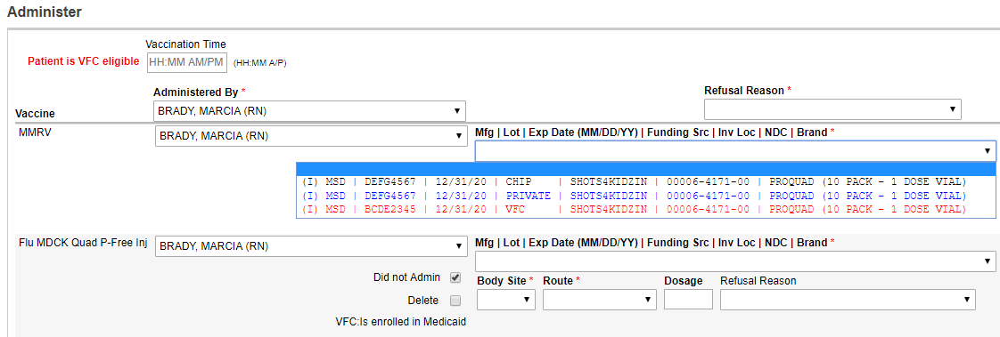 Administer
Vaccination Time
Patient is VFC eligible HH:MM AM/PM (HH:MM A/P)
Administered By * Refusal Reason *
Vaccine BRADY, MARCIA (RN)
MMRV BRADY, MARCIA (RN) Mfg | Lot | Exp Date (MM/DD/YY) | Funding Src | Inv Loc | NDC | Brand *
(I) MSD | DEFG4567 | 12/31/20 | CHIP | SHOTS4KIDZIN | 00006-4171-00 | PROQUAD (10 PACK - 1 DOSE VIAL)
(I) MSD | DEFG4567 | 12/31/20 | PRIVATE | SHOTS4KIDZIN | 00006-4171-00 | PROQUAD (10 PACK - 1 DOSE VIAL)
(I) MSD | BCDE2345 | 12/31/20 | VFC | SHOTS4KIDZIN | 00006-4171-00 | PROQUAD (10 PACK - 1 DOSE VIAL)
Flu MDCK Quad P-Free Inj BRADY, MARCIA (RN) Mfg | Lot | Exp Date (MM/DD/YY) | Funding Src | Inv Loc | NDC | Brand *
Did not Admin Body Site * Route * Dosage Refusal Reason
Delete
VFC:Is enrolled in Medicaid